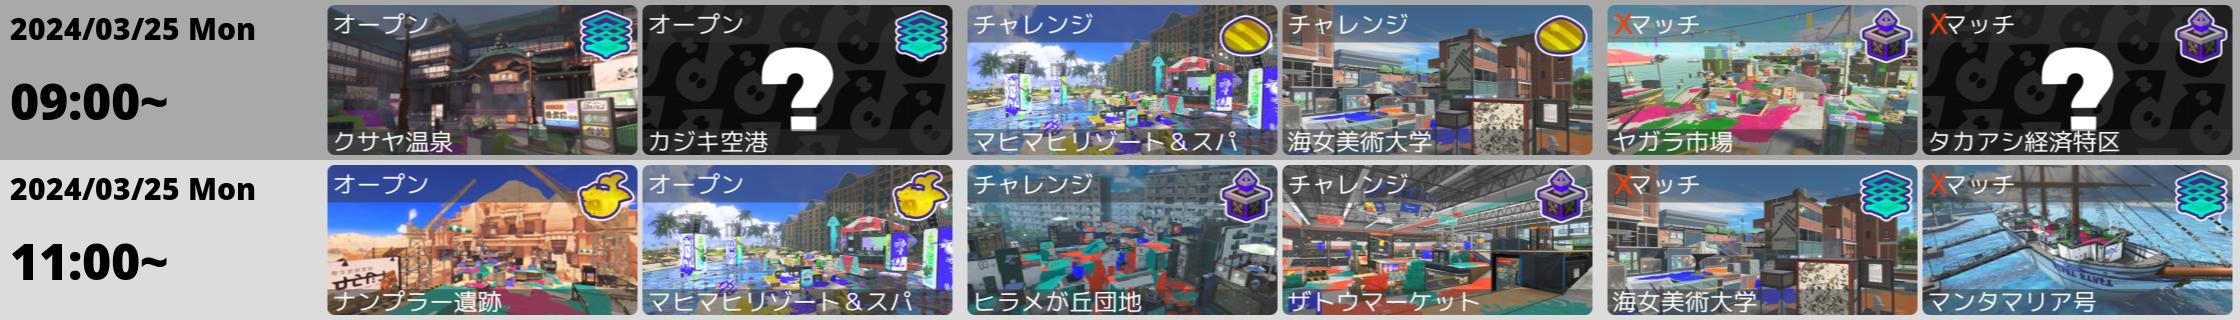 2024/03/25 Mon
09:00~
オープン
クサヤ温泉
オープン
?
カジキ空港
チャレンジ
マヒマヒリゾート＆スパ
チャレンジ
海女美術大学
Xマッチ
ヤガラ市場
Xマッチ
?
タカアシ経済特区
2024/03/25 Mon
11:00~
オープン
ナンプラー遺跡
オープン
マヒマヒリゾート＆スパ
チャレンジ
ヒラメが丘団地
チャレンジ
ザトウマーケット
Xマッチ
海女美術大学
Xマッチ
マンタマリア号